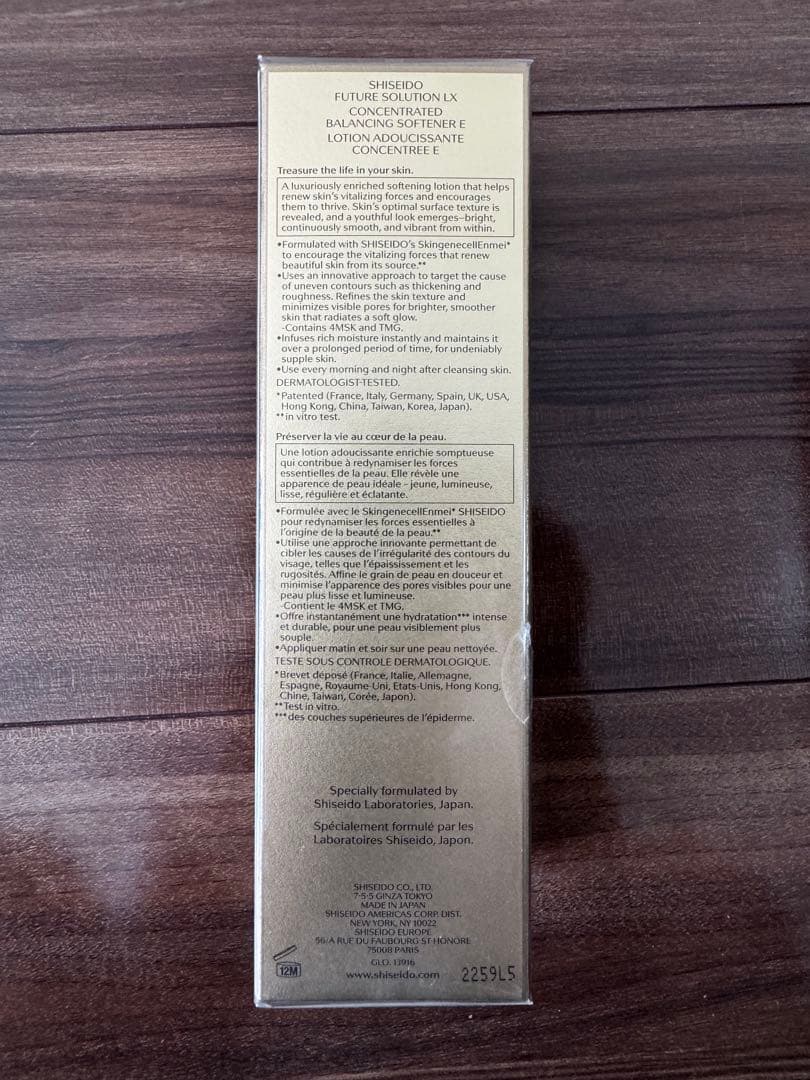 SHISEIDO
FUTURE SOLUTION LX
CONCENTRATED
BALANCING SOFTENER E
LOTION ADOUCISSANTE
CONCENTREE E
Treasure the life in your skin.
A luxuriously enriched softening lotion that helps
renew skin's vitalizing forces and encourages
them to thrive. Skin's optimal surface texture is
revealed, and a youthful look emerges–bright,
continuously smooth, and vibrant from within.
•Formulated with SHISEIDO's SkingenecellEnmei*
to encourage the vitalizing forces that renew
beautiful skin from its source.**
•Uses an innovative approach to target the cause
of uneven contours such as thickening and
roughness. Refines the skin texture and
minimizes visible pores for brighter, smoother
skin that radiates a soft glow.
-Contains 4MSK and TMG.
•Infuses rich moisture instantly and maintains it
over a prolonged period of time, for undeniably
supple skin.
•Use every morning and night after cleansing skin.
DERMATOLOGIST-TESTED.
*Patented (France, Italy, Germany, Spain, UK, USA,
Hong Kong, China, Taiwan, Korea, Japan).
**in vitro test.
Préserver la vie au cœur de la peau.
Une lotion adoucissante enrichie somptueuse
qui contribue à redynamiser les forces
essentielles de la peau. Elle révèle une
apparence de peau idéale – jeune, lumineuse,
lisse, régulière et éclatante.
•Formulée avec le SkingenecellEnmei* SHISEIDO
pour redynamiser les forces essentielles à
l'origine de la beauté de la peau.**
•Utilise une approche innovante permettant de
cibler les causes de l'irrégularité des contours du
visage, telles que l'épaississement et les
rugosités. Affine le grain de peau en douceur et
minimise l'apparence des pores visibles pour une
peau plus lisse et lumineuse.
-Contient le 4MSK et TMG.
•Offre instantanément une hydratation*** intense
et durable, pour une peau visiblement plus
souple.
•Appliquer matin et soir sur une peau nettoyée.
TESTE SOUS CONTROLE DERMATOLOGIQUE.
*Brevet déposé (France, Italie, Allemagne,
Espagne, Royaume-Uni, Etats-Unis, Hong Kong,
Chine, Taiwan, Corée, Japon).
**Test in vitro.
***des couches supérieures de l'épiderme.
Specially formulated by
Shiseido Laboratories, Japan.
Spécialement formulé par les
Laboratoires Shiseido, Japon.
SHISEIDO CO., LTD.
7-5-5 GINZA TOKYO
MADE IN JAPAN
SHISEIDO AMERICAS CORP. DIST.
NEW YORK, NY 10022
SHISEIDO EUROPE
56/A RUE DU FAUBOURG ST HONORE
75008 PARIS
GLO. 13916
www.shiseido.com
12M
2259L5